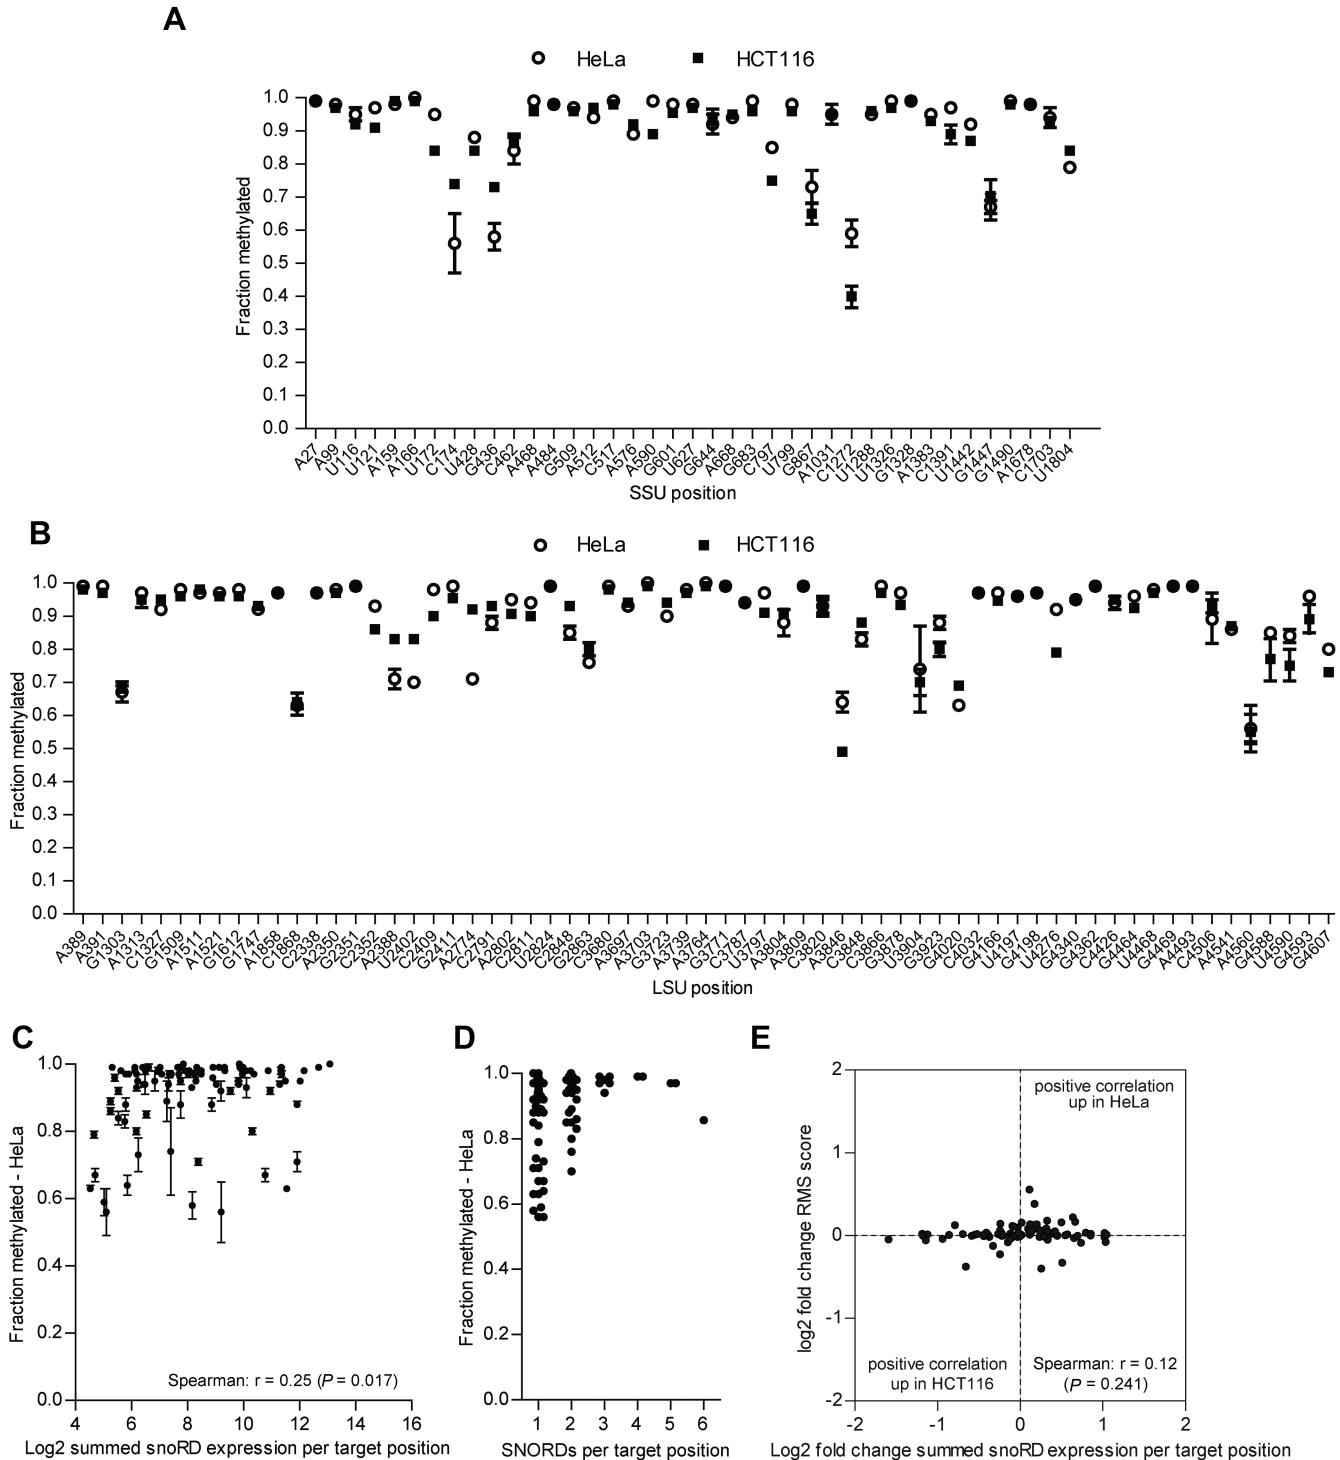 A
HeLa HCT116
Fraction methylated
1.0
0.9
0.8
0.7
0.6
0.5
0.4
0.3
0.2
0.1
0.0
A27 A99 U116 U121 A159 A166 U172 C174 U428 G436 C462 A468 A484 G509 A512 C517 A576 A590 G601 U627 G644 A668 G683 C797 U799 G867 A1031 C1272 U1288 U1326 G1328 A1383 C1391 U1442 G1447 G1490 A1678 C1703 U1804
SSU position
B
HeLa HCT116
Fraction methylated
1.0
0.9
0.8
0.7
0.6
0.5
0.4
0.3
0.2
0.1
0.0
A389 A391 G1303 A1313 C1327 G1509 A1511 A1521 G1612 G1747 A1858 C1868 C2338 A2350 G2351 C2352 A2388 U2402 C2409 G2411 A2774 C2791 A2802 C2811 U2824 C2848 G2863 C3680 A3697 A3703 G3723 A3739 A3764 G3771 C3787 U3797 A3804 A3809 C3820 A3846 C3848 C3866 G3878 U3904 G3923 G4020 C4032 G4166 U4197 G4198 U4276 G4340 G4362 C4426 G4464 U4468 G4469 A4493 C4506 A4541 A4560 G4588 U4590 G4593 G4607
LSU position
C
Fraction methylated - HeLa
1.0
0.8
0.6
0.4
0.2
0.0
Spearman: r = 0.25 (P = 0.017)
4 6 8 10 12 14 16
Log2 summed snoRD expression per target position
D
Fraction methylated - HeLa
1.0
0.8
0.6
0.4
0.2
0.0
1 2 3 4 5 6
SNORDs per target position
E
log2 fold change RMS score
2
1
0
-1
-2
positive correlation
up in HeLa
positive correlation
up in HCT116
Spearman: r = 0.12
(P = 0.241)
-2 -1 0 1 2
Log2 fold change summed snoRD expression per target position